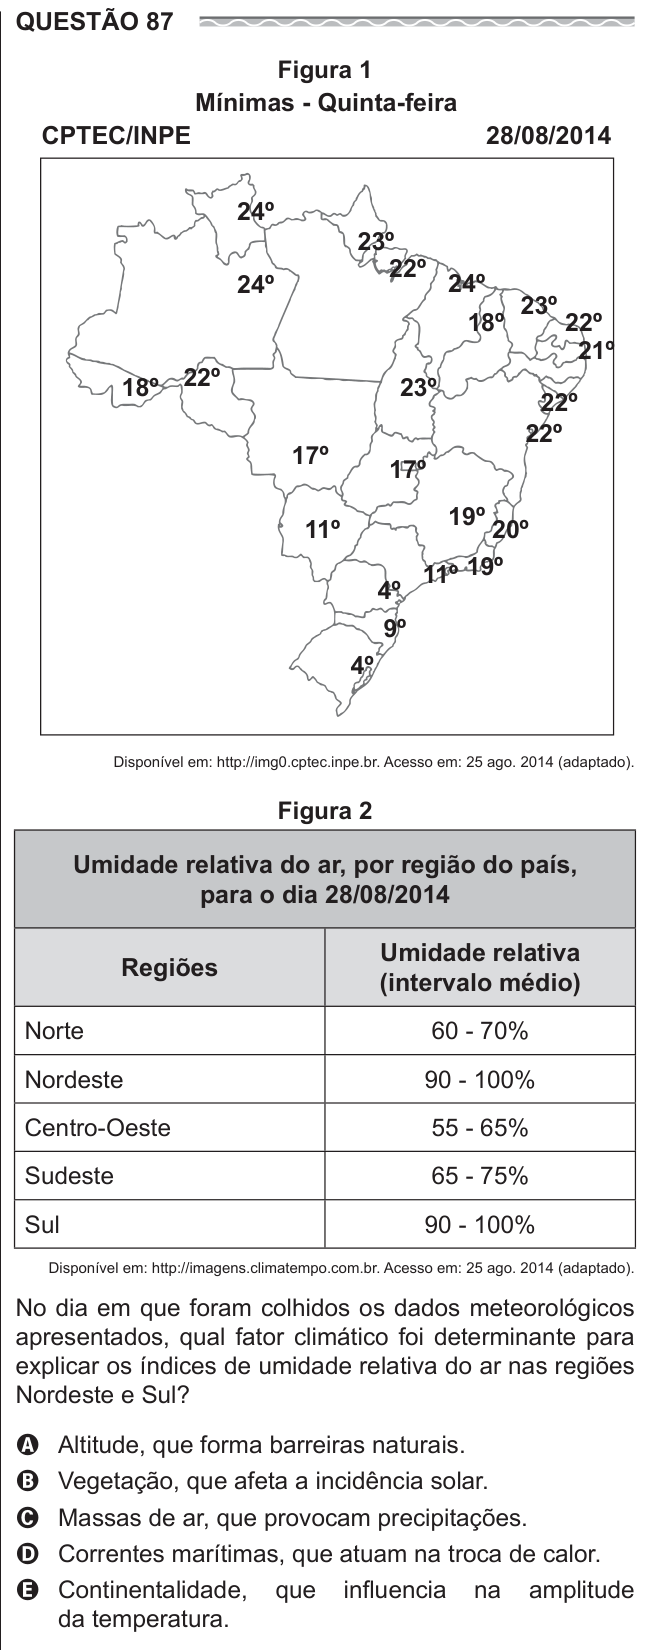 QUESTÃO 87
Figura 1
Mínimas - Quinta-feira
CPTEC/INPE 28/08/2014
24º
23º
22º
24º
24º
23º
18º
22º
21º
18º
22º
23º
22º
22º
17º
17º
19º
20º
11º
19º
11º
4º
9º
4º
Disponível em: http://img0.cptec.inpe.br. Acesso em: 25 ago. 2014 (adaptado).
Figura 2
Umidade relativa do ar, por região do país,
para o dia 28/08/2014
Regiões
Umidade relativa
(intervalo médio)
Norte 60 - 70%
Nordeste 90 - 100%
Centro-Oeste 55 - 65%
Sudeste 65 - 75%
Sul 90 - 100%
Disponível em: http://imagens.climatempo.com.br. Acesso em: 25 ago. 2014 (adaptado).
No dia em que foram colhidos os dados meteorológicos
apresentados, qual fator climático foi determinante para
explicar os índices de umidade relativa do ar nas regiões
Nordeste e Sul?
A Altitude, que forma barreiras naturais.
B Vegetação, que afeta a incidência solar.
C Massas de ar, que provocam precipitações.
D Correntes marítimas, que atuam na troca de calor.
E Continentalidade, que influencia na amplitude
da temperatura.